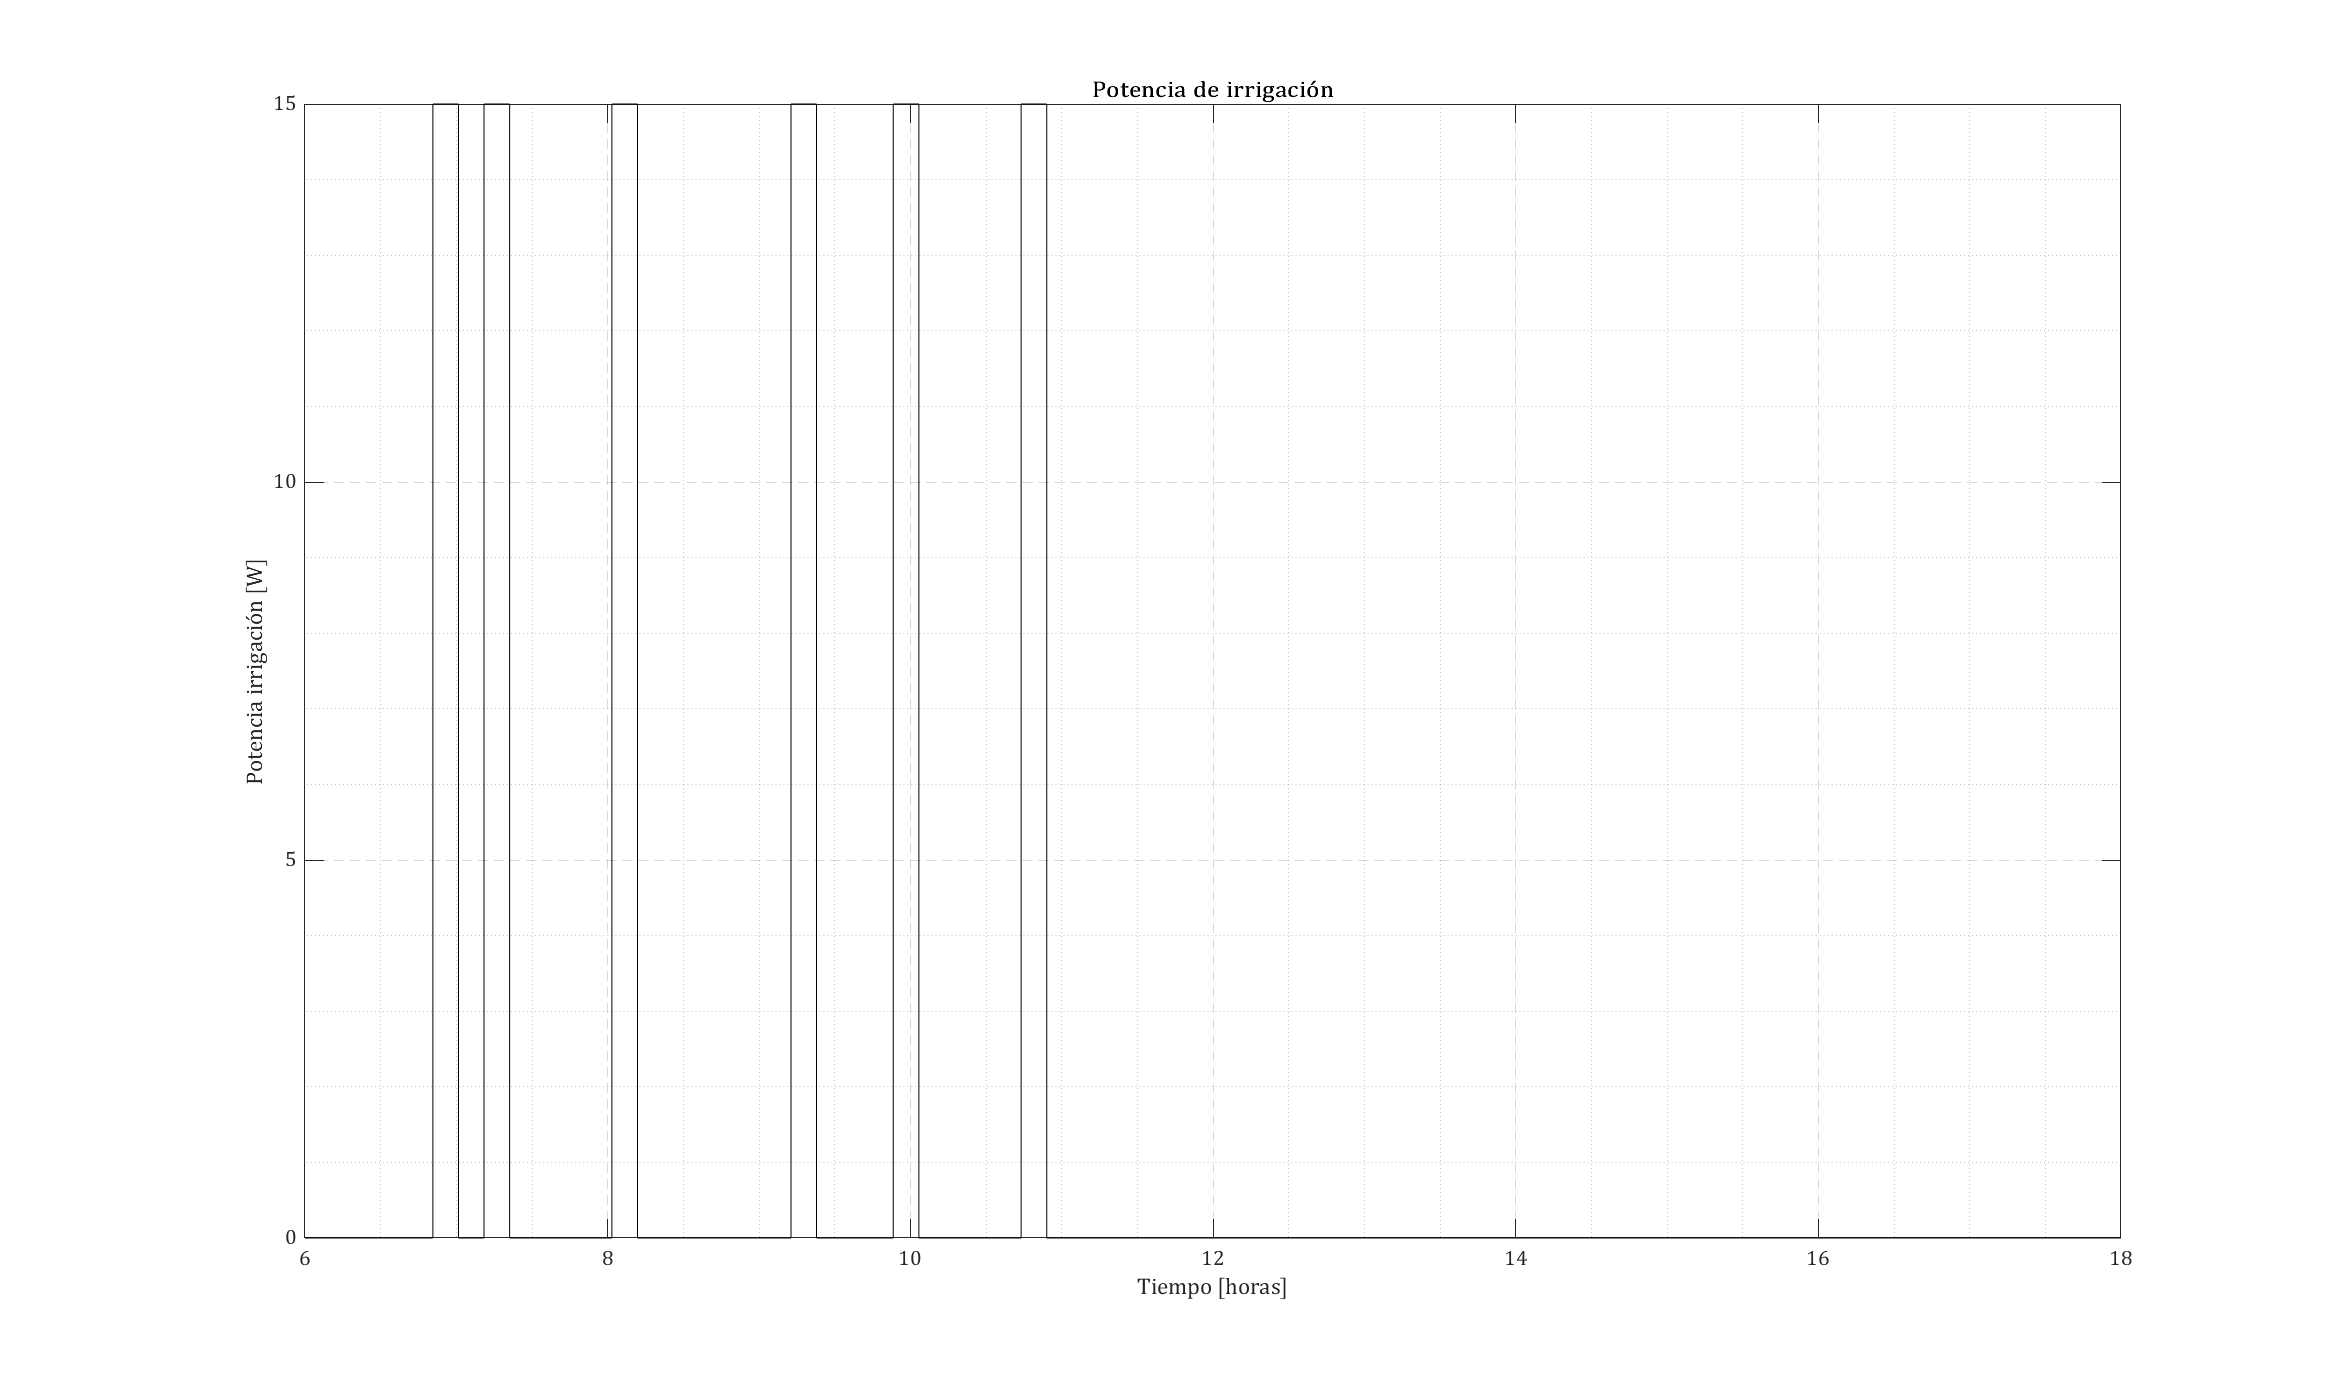 Potencia de irrigación
15
10
5
0
Potencia irrigación [W]
6 8 10 12 14 16 18
Tiempo [horas]